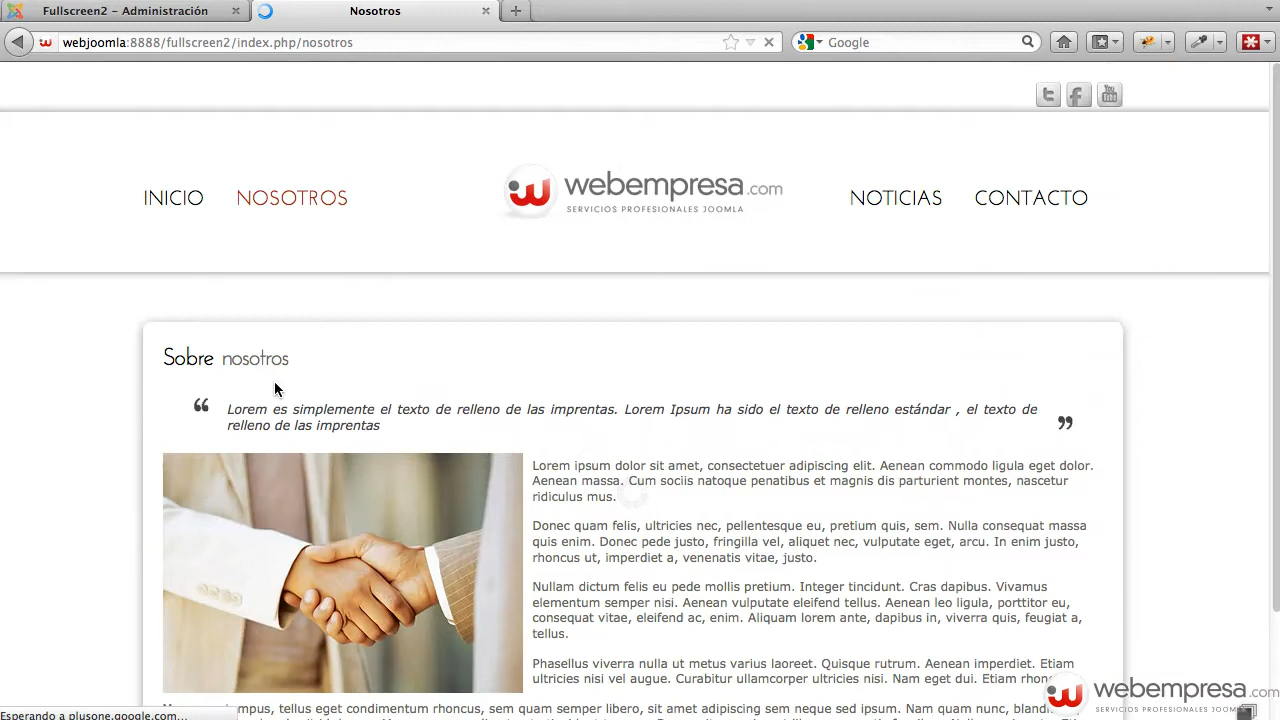 Fullscreen2 – Administración
Nosotros
webjoomla:8888/fullscreen2/index.php/nosotros
Google
INICIO
NOSOTROS
webempresa.com
SERVICIOS PROFESIONALES JOOMLA
NOTICIAS
CONTACTO
Sobre nosotros
“ Lorem es simplemente el texto de relleno de las imprentas. Lorem Ipsum ha sido el texto de relleno estándar , el texto de
relleno de las imprentas ”
Lorem ipsum dolor sit amet, consectetuer adipiscing elit. Aenean commodo ligula eget dolor.
Aenean massa. Cum sociis natoque penatibus et magnis dis parturient montes, nascetur
ridiculus mus.
Donec quam felis, ultricies nec, pellentesque eu, pretium quis, sem. Nulla consequat massa
quis enim. Donec pede justo, fringilla vel, aliquet nec, vulputate eget, arcu. In enim justo,
rhoncus ut, imperdiet a, venenatis vitae, justo.
Nullam dictum felis eu pede mollis pretium. Integer tincidunt. Cras dapibus. Vivamus
elementum semper nisi. Aenean vulputate eleifend tellus. Aenean leo ligula, porttitor eu,
consequat vitae, eleifend ac, enim. Aliquam lorem ante, dapibus in, viverra quis, feugiat a,
tellus.
Phasellus viverra nulla ut metus varius laoreet. Quisque rutrum. Aenean imperdiet. Etiam
ultricies nisi vel augue. Curabitur ullamcorper ultricies nisi. Nam eget dui. Etiam
tempus, tellus eget condimentum rhoncus, sem quam semper libero, sit amet adipiscing sem neque sed ipsum. Nam quam nunc,
webempresa.com
SERVICIOS PROFESIONALES JOOMLA
Esperando a plusone.google.com...